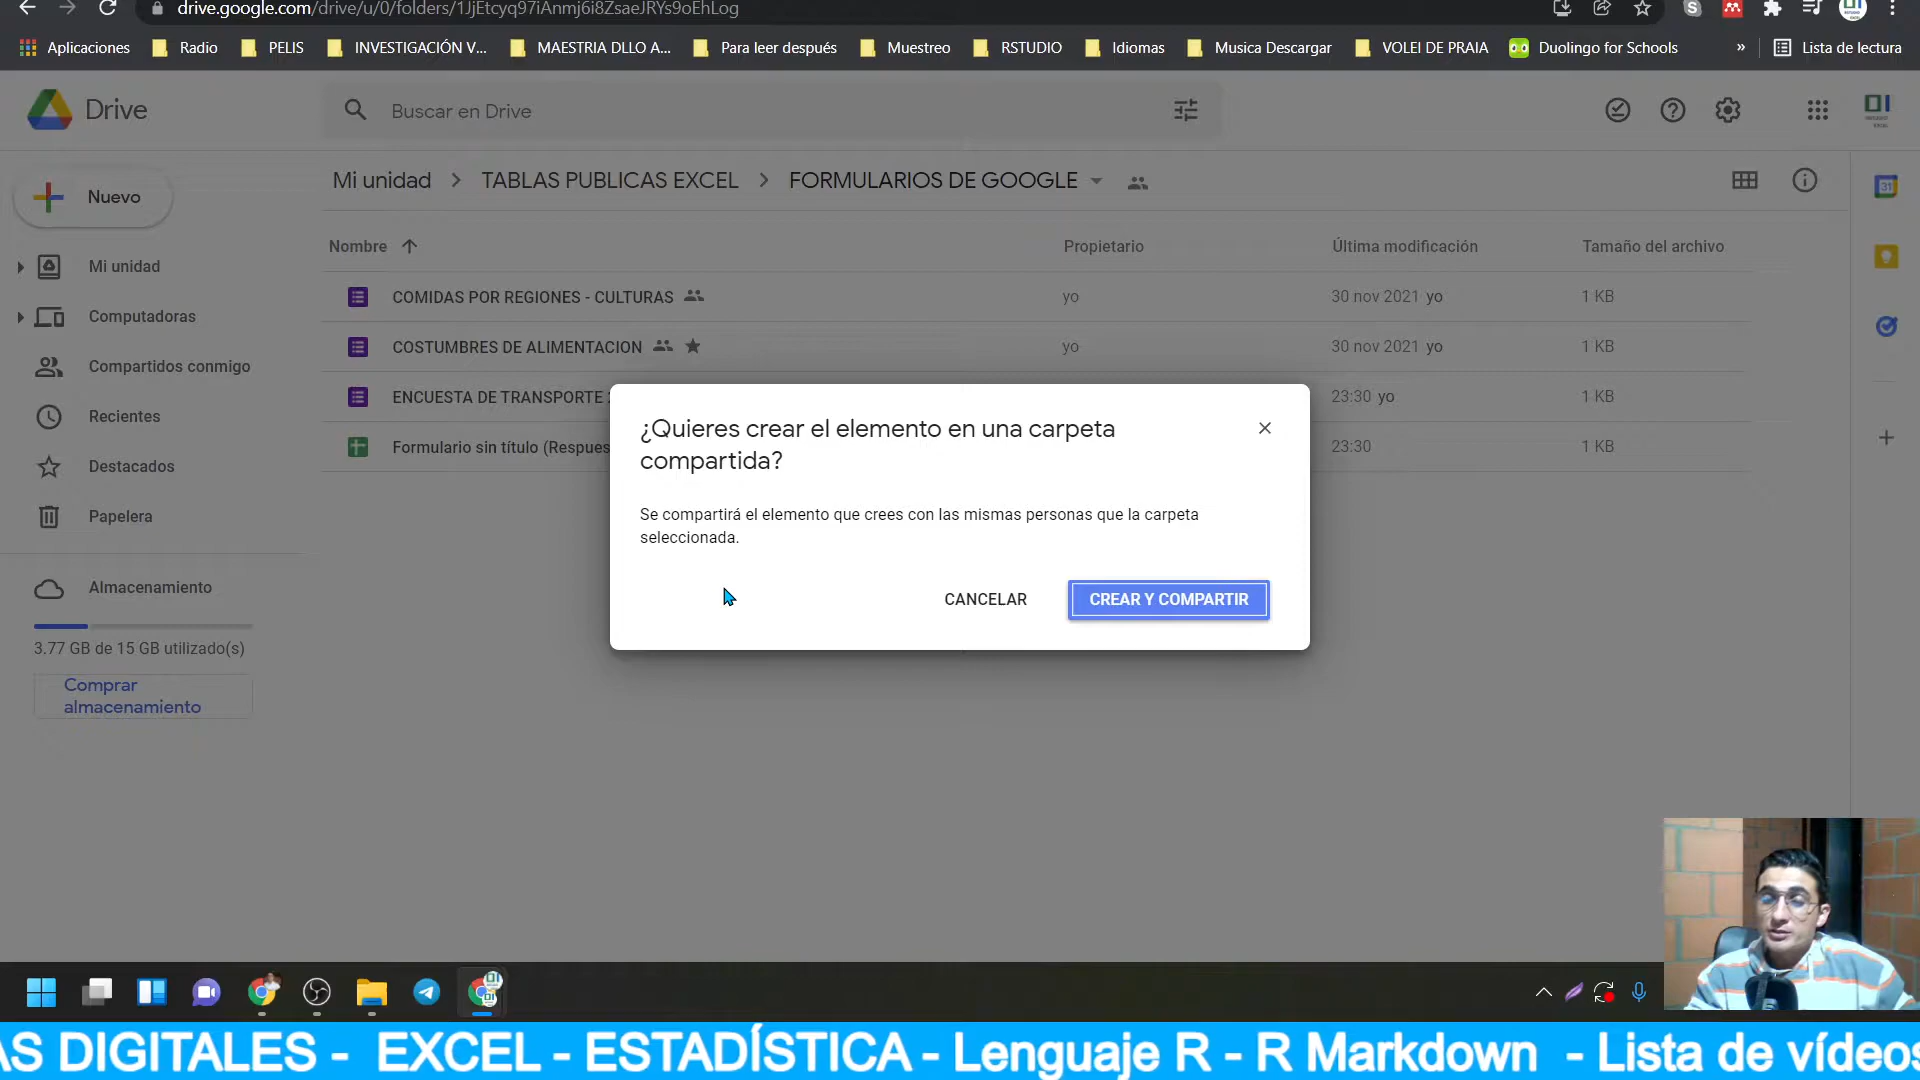 drive.google.com/drive/u/0/folders/1JjEtcyq97iAnmj6i8ZsaeJRYs9oEhLog
Aplicaciones Radio PELIS INVESTIGACIÓN V... MAESTRIA DLLO A... Para leer después Muestreo RSTUDIO Idiomas Musica Descargar VOLEI DE PRAIA Duolingo for Schools » Lista de lectura
Drive
Buscar en Drive
Nuevo
Mi unidad > TABLAS PUBLICAS EXCEL > FORMULARIOS DE GOOGLE
Nombre Propietario Última modificación Tamaño del archivo
COMIDAS POR REGIONES - CULTURAS yo 30 nov 2021 yo 1 KB
COSTUMBRES DE ALIMENTACION yo 30 nov 2021 yo 1 KB
ENCUESTA DE TRANSPORTE 23:30 yo 1 KB
Formulario sin título (Respues 23:30 1 KB
Mi unidad
Computadoras
Compartidos conmigo
Recientes
Destacados
Papelera
Almacenamiento
3.77 GB de 15 GB utilizado(s)
Comprar
almacenamiento
¿Quieres crear el elemento en una carpeta
compartida?
Se compartirá el elemento que crees con las mismas personas que la carpeta
seleccionada.
CANCELAR CREAR Y COMPARTIR
31
AS DIGITALES - EXCEL - ESTADÍSTICA - Lenguaje R - R Markdown - Lista de vídeos